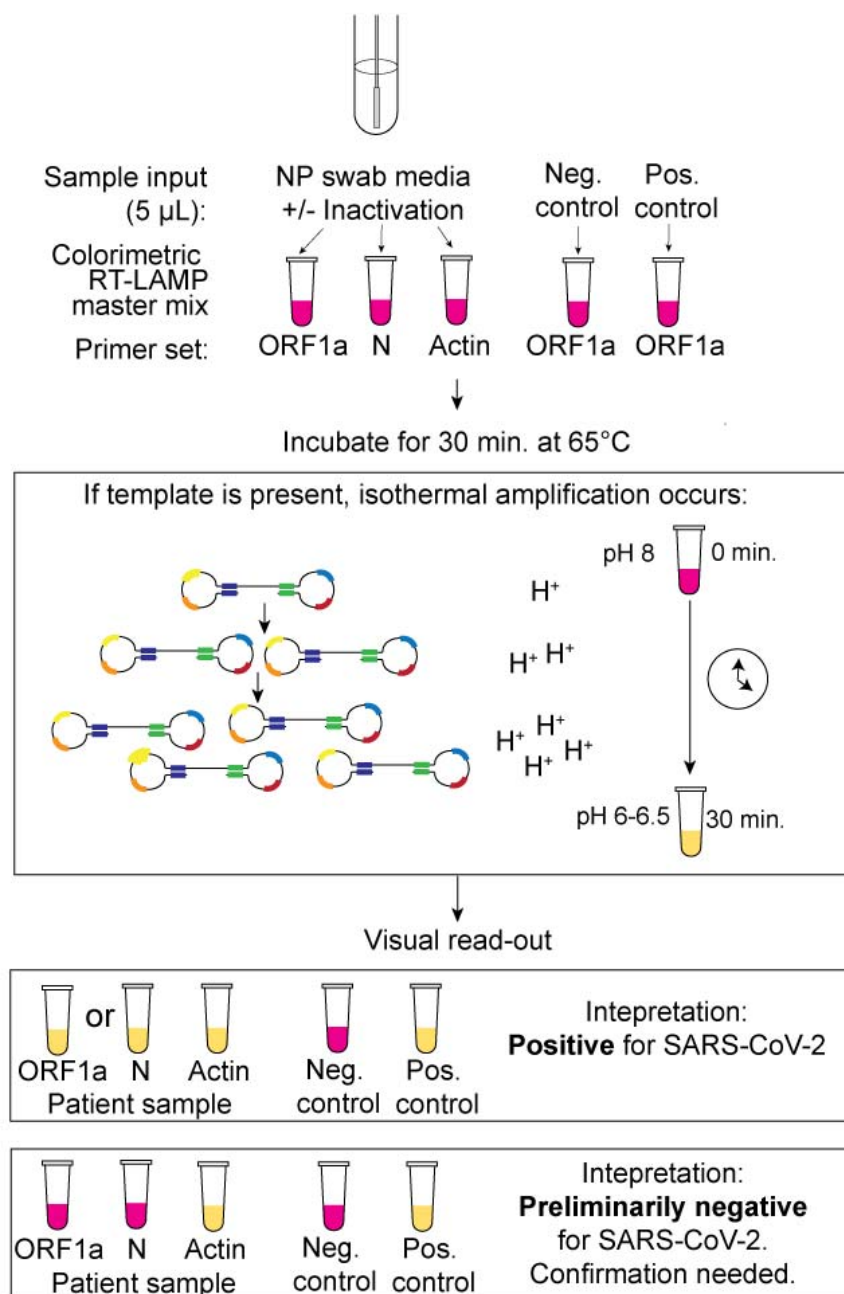 Sample input
(5 µL):
NP swab media
+/- Inactivation
Neg.
control
Pos.
control
Colorimetric
RT-LAMP
master mix
Primer set:
ORF1a
N
Actin
ORF1a
ORF1a
Incubate for 30 min. at 65°C
If template is present, isothermal amplification occurs:
pH 8
0 min.
H⁺
H⁺ H⁺
H⁺ H⁺ H⁺ H⁺
pH 6-6.5
30 min.
Visual read-out
or
ORF1a
N
Actin
Patient sample
Neg.
control
Pos.
control
Intepretation:
Positive for SARS-CoV-2
ORF1a
N
Actin
Patient sample
Neg.
control
Pos.
control
Intepretation:
Preliminarily negative
for SARS-CoV-2.
Confirmation needed.